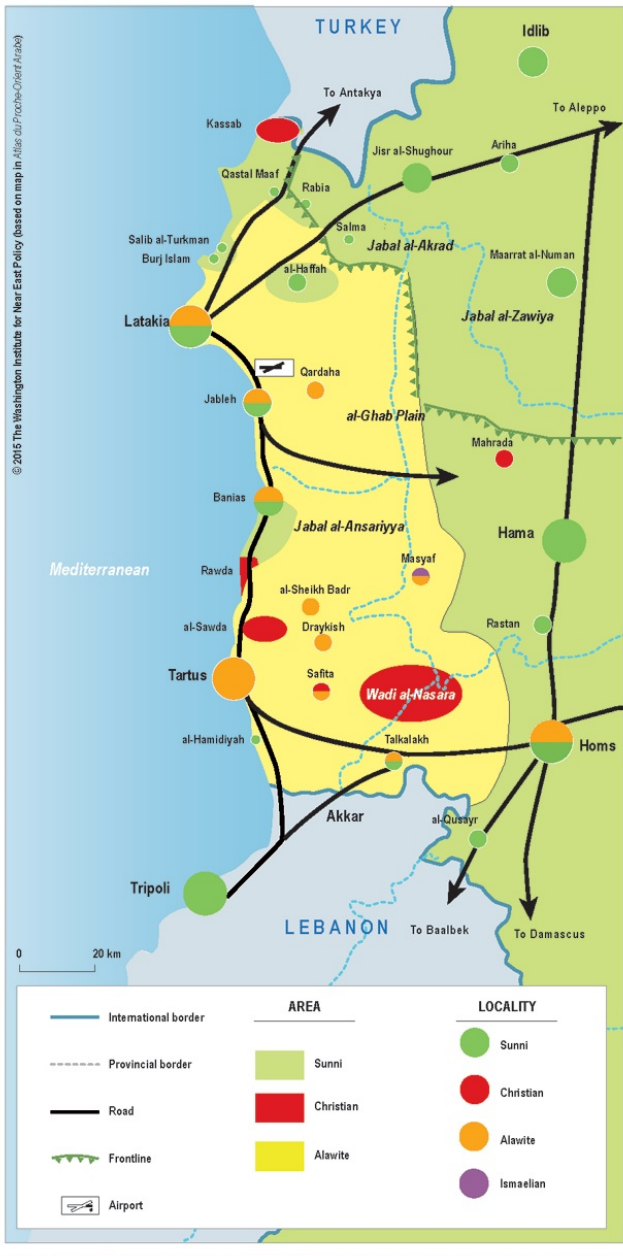 TURKEY
Idlib
To Antakya
To Aleppo
Kassab
Jisr al-Shughour
Ariha
Qastal Maaf
Rabia
Salma
Salib al-Turkman
Jabal al-Akrad
Burj Islam
Maarrat al-Numan
al-Haffah
Latakia
Jabal al-Zawiya
Qardaha
Jableh
al-Ghab Plain
Mahrada
Banias
Jabal al-Ansariyya
Hama
Mediterranean
Rawda
Masyaf
al-Sheikh Badr
al-Sawda
Draykish
Rastan
Tartus
Safita
Wadi al-Nasara
al-Hamidiyah
Talkalakh
Homs
Akkar
al-Qusayr
Tripoli
LEBANON
To Baalbek
To Damascus
0 20 km
© 2015 The Washington Institute for Near East Policy (based on map in Atlas du Proche-Orient Arabe)
International border
Provincial border
Road
Frontline
Airport
AREA
Sunni
Christian
Alawite
LOCALITY
Sunni
Christian
Alawite
Ismaelian